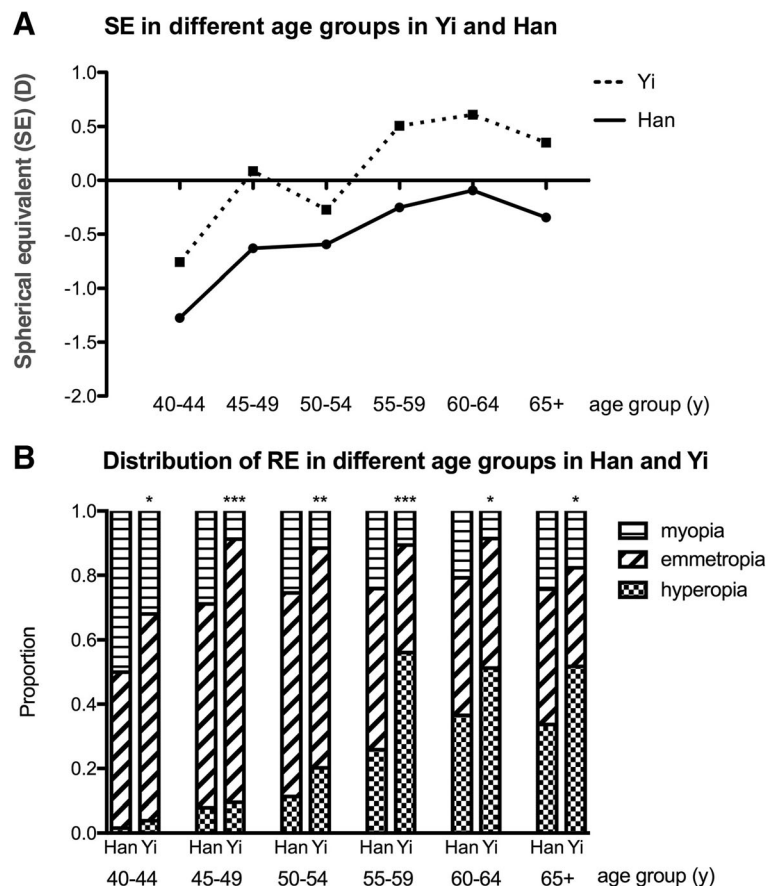 A SE in different age groups in Yi and Han
Spherical equivalent (SE) (D)
1.0
0.5
0.0
-0.5
-1.0
-1.5
-2.0
Yi
Han
40-44 45-49 50-54 55-59 60-64 65+ age group (y)
B Distribution of RE in different age groups in Han and Yi
Proportion
1.0
0.8
0.6
0.4
0.2
0.0
* *** ** *** * *
myopia
emmetropia
hyperopia
Han Yi Han Yi Han Yi Han Yi Han Yi Han Yi
40-44 45-49 50-54 55-59 60-64 65+ age group (y)